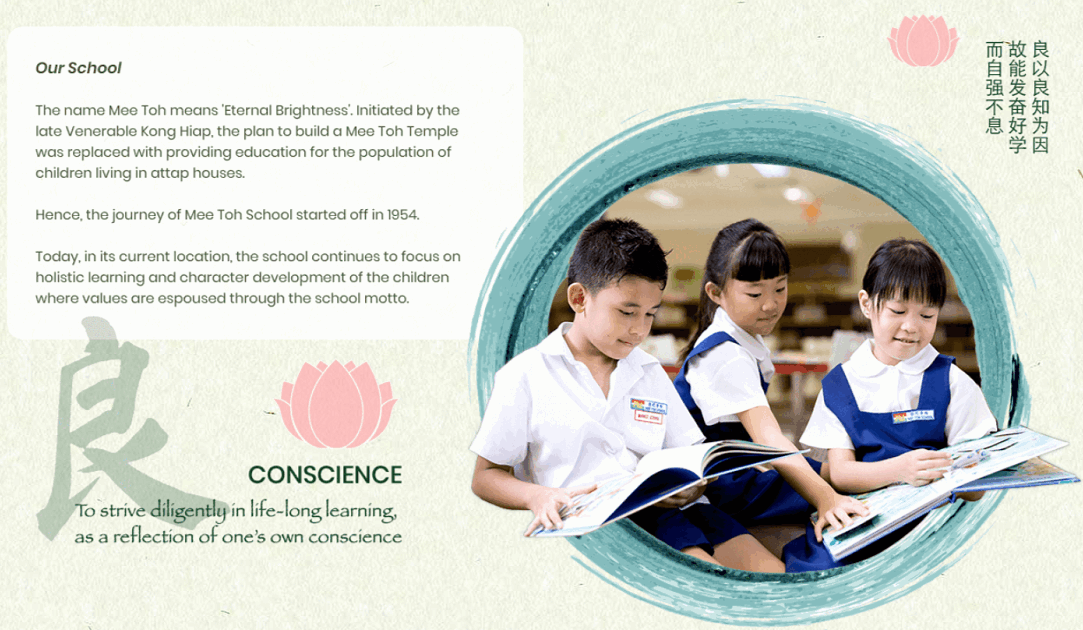 Our School
The name Mee Toh means 'Eternal Brightness'. Initiated by the
late Venerable Kong Hiap, the plan to build a Mee Toh Temple
was replaced with providing education for the population of
children living in attap houses.
Hence, the journey of Mee Toh School started off in 1954.
Today, in its current location, the school continues to focus on
holistic learning and character development of the children
where values are espoused through the school motto.
良
CONSCIENCE
To strive diligently in life-long learning,
as a reflection of one's own conscience
良以良知为因
故能发奋好学
而自强不息